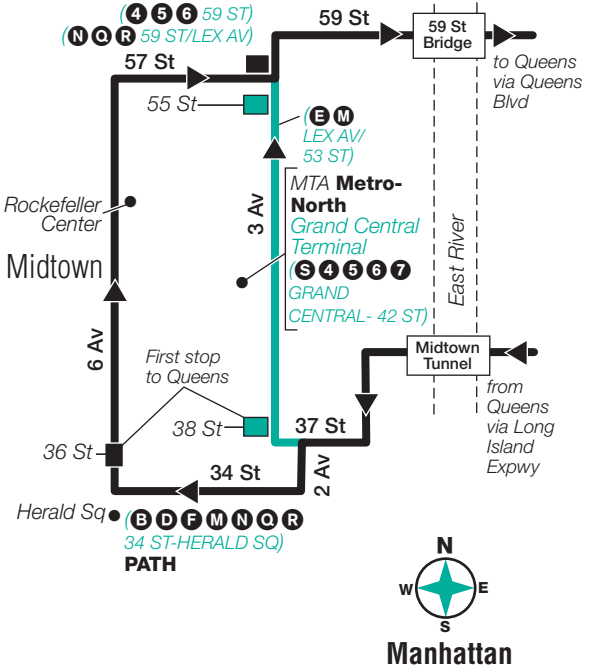 (4 5 6 59 ST)
(N Q R 59 ST/LEX AV)
59 St
59 St
Bridge
to Queens
via Queens
Blvd
57 St
55 St
(E M
LEX AV/
53 ST)
Rockefeller
Center
Midtown
3 Av
MTA Metro-
North
Grand Central
Terminal
(S 4 5 6 7
GRAND
CENTRAL- 42 ST)
East River
6 Av
First stop
to Queens
Midtown
Tunnel
from
Queens
via Long
Island
Expwy
38 St
37 St
36 St
34 St
2 Av
Herald Sq
(B D F M N Q R
34 ST-HERALD SQ)
PATH
N
W
E
S
Manhattan